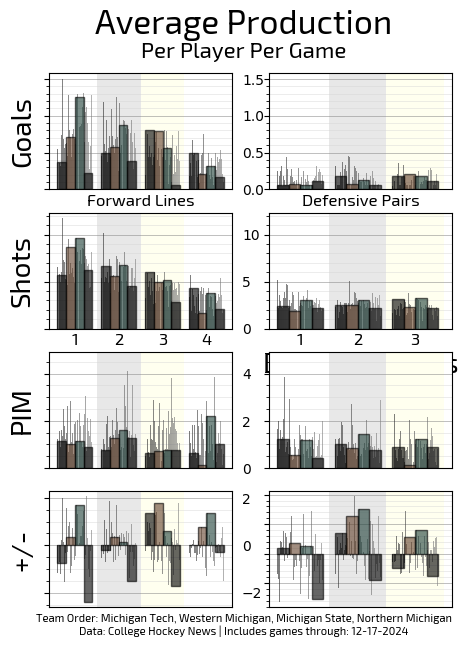 Average Production
Per Player Per Game
Goals
1.5
1.0
0.5
0.0
Forward Lines
Defensive Pairs
Shots
10
5
0
1 2 3 4
1 2 3
PIM
4
2
0
+/-
2
0
−2
Team Order: Michigan Tech, Western Michigan, Michigan State, Northern Michigan
Data: College Hockey News | Includes games through: 12-17-2024